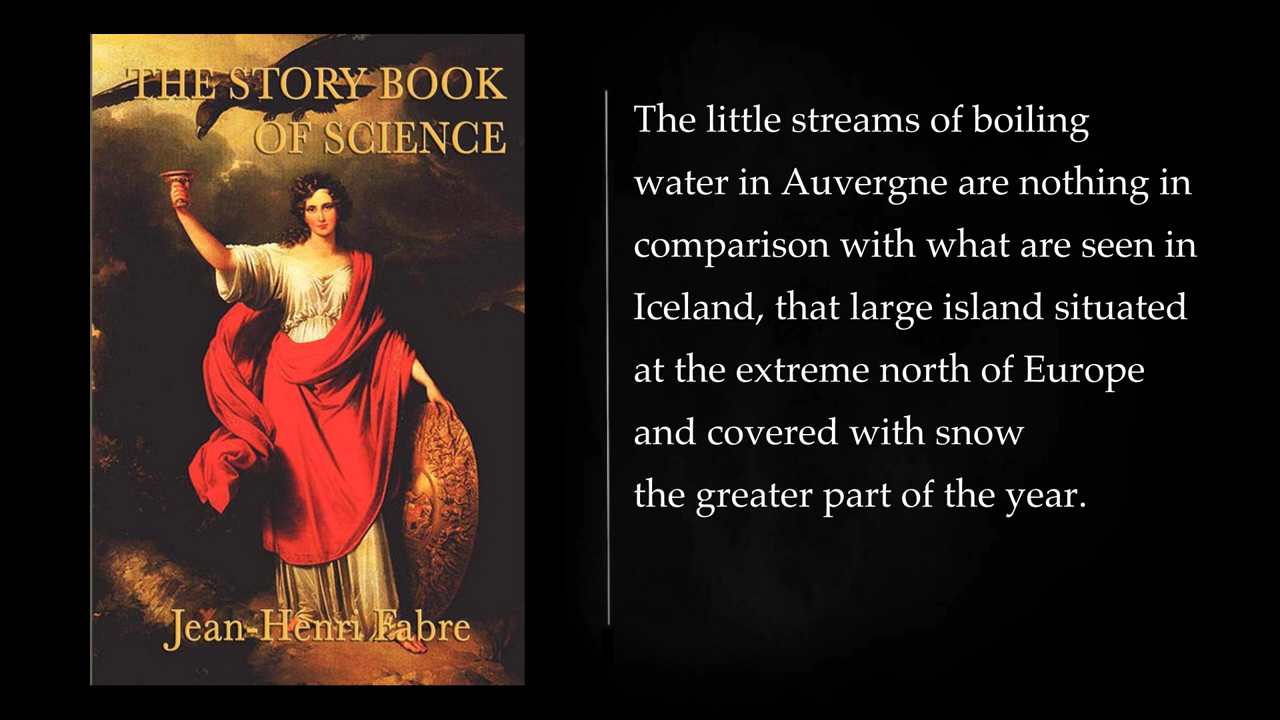 THE STORY BOOK
OF SCIENCE
Jean-Henri Fabre
The little streams of boiling
water in Auvergne are nothing in
comparison with what are seen in
Iceland, that large island situated
at the extreme north of Europe
and covered with snow
the greater part of the year.